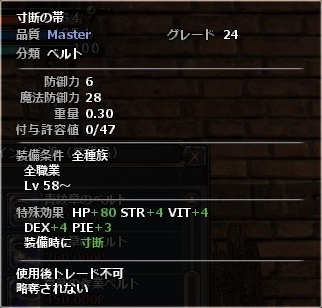 寸断の帯
品質 Master グレード 24
分類 ベルト
防御力 6
魔法防御力 28
重量 0.30
付与許容値 0/47
装備条件 全種族
全職業
Lv 58～
特殊効果 HP+80 STR+4 VIT+4
DEX+4 PIE+3
装備時に 寸断
使用後トレード不可
略奪されない